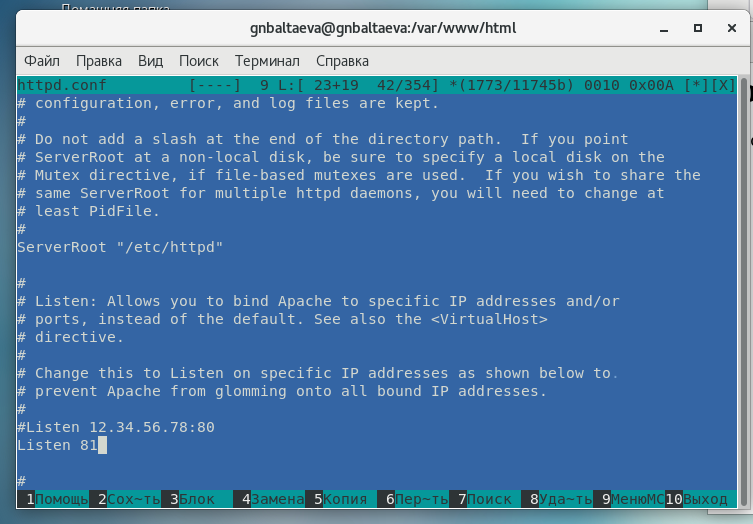 Домашняя папка
gnbaltaeva@gnbaltaeva:/var/www/html
Файл Правка Вид Поиск Терминал Справка
httpd.conf [----] 9 L:[ 23+19 42/354] *(1773/11745b) 0010 0x00A [*][X]
# configuration, error, and log files are kept.
#
# Do not add a slash at the end of the directory path. If you point
# ServerRoot at a non-local disk, be sure to specify a local disk on the
# Mutex directive, if file-based mutexes are used. If you wish to share the
# same ServerRoot for multiple httpd daemons, you will need to change at
# least PidFile.
#
ServerRoot "/etc/httpd"
#
# Listen: Allows you to bind Apache to specific IP addresses and/or
# ports, instead of the default. See also the <VirtualHost>
# directive.
#
# Change this to Listen on specific IP addresses as shown below to.
# prevent Apache from glomming onto all bound IP addresses.
#
#Listen 12.34.56.78:80
Listen 81
#
1Помощь 2Сох~ть 3Блок 4Замена 5Копия 6Пер~ть 7Поиск 8Уда~ть 9МенюMC 10Выход